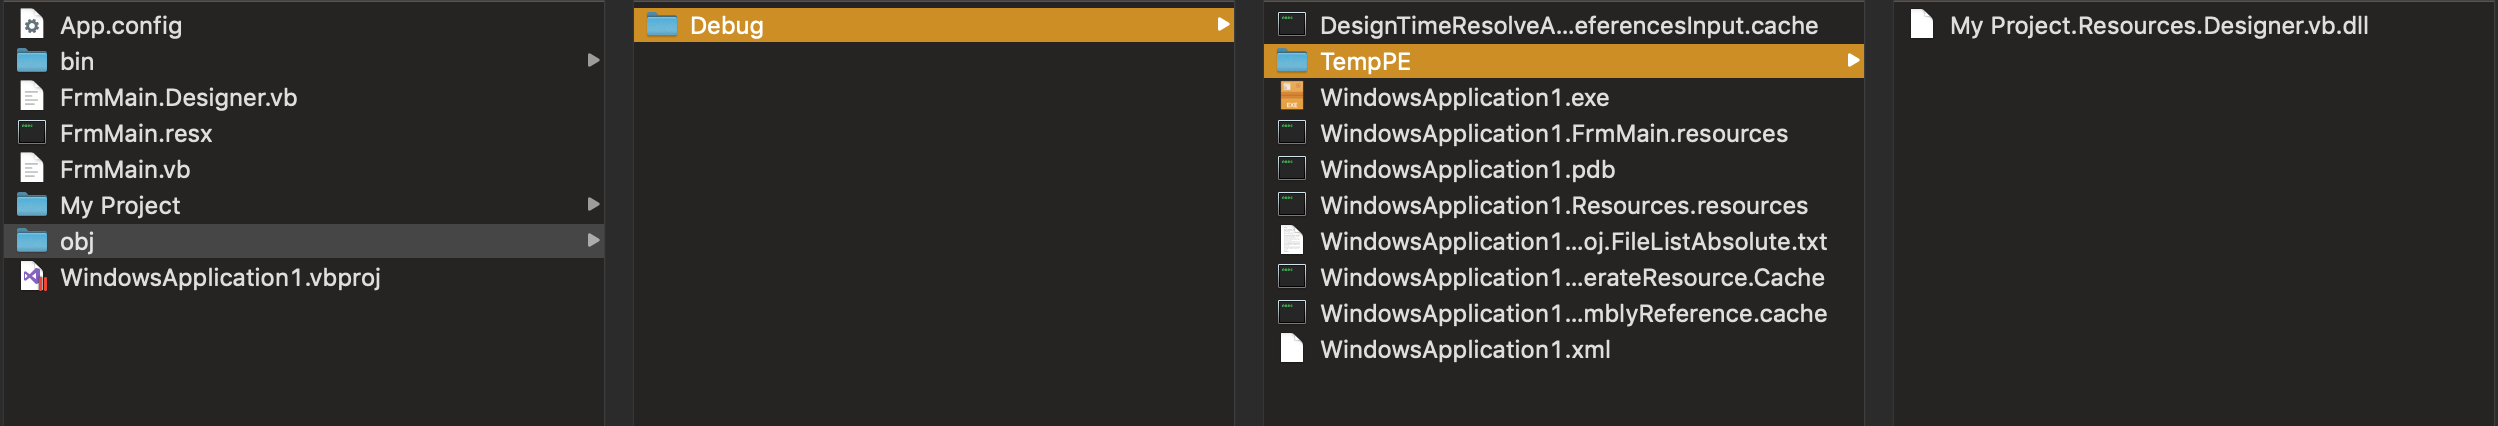 App.config
bin
FrmMain.Designer.vb
FrmMain.resx
FrmMain.vb
My Project
obj
WindowsApplication1.vbproj
Debug
DesignTimeResolveA...eferencesInput.cache
TempPE
WindowsApplication1.exe
WindowsApplication1.FrmMain.resources
WindowsApplication1.pdb
WindowsApplication1.Resources.resources
WindowsApplication1...oj.FileListAbsolute.txt
WindowsApplication1...erateResource.Cache
WindowsApplication1...mblyReference.cache
WindowsApplication1.xml
My Project.Resources.Designer.vb.dll